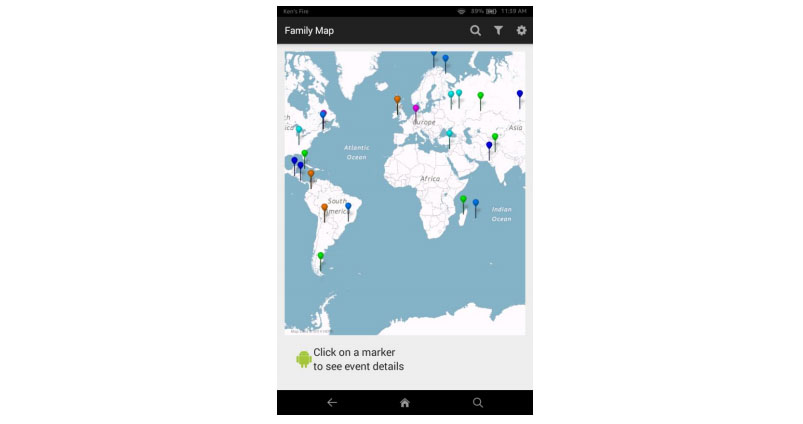 Ken's Fire
89% 11:39 AM
Family Map
Europe
Asia
Atlantic
Ocean
Africa
South
America
Indian
Ocean
Click on a marker
to see event details